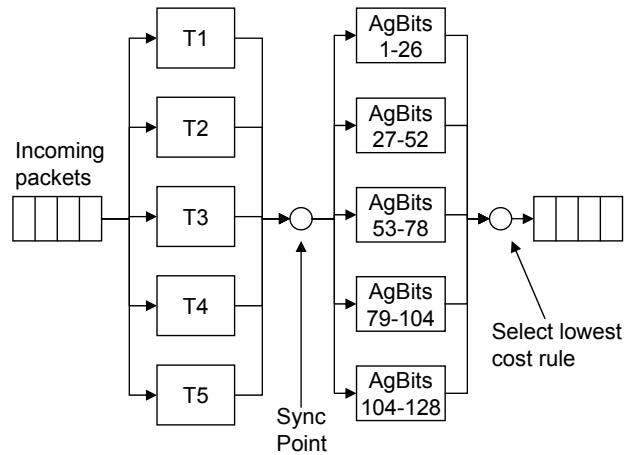 Incoming
packets
T1
T2
T3
T4
T5
Sync
Point
AgBits
1-26
AgBits
27-52
AgBits
53-78
AgBits
79-104
AgBits
104-128
Select lowest
cost rule